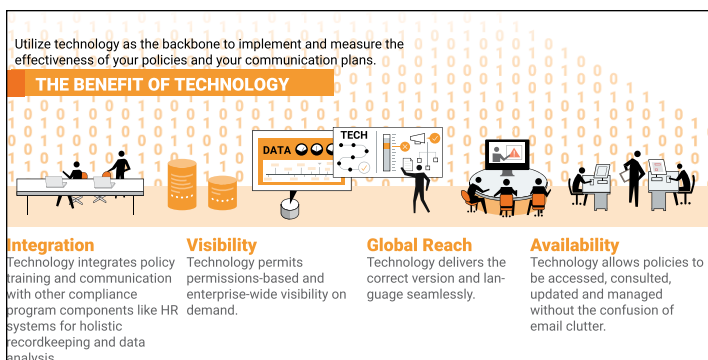 Utilize technology as the backbone to implement and measure the
effectiveness of your policies and your communication plans.
THE BENEFIT OF TECHNOLOGY
DATA
TECH
Integration
Technology integrates policy
training and communication
with other compliance
program components like HR
systems for holistic
recordkeeping and data
analysis
Visibility
Technology permits
permissions-based and
enterprise-wide visibility on
demand.
Global Reach
Technology delivers the
correct version and lan-
guage seamlessly.
Availability
Technology allows policies to
be accessed, consulted,
updated and managed
without the confusion of
email clutter.